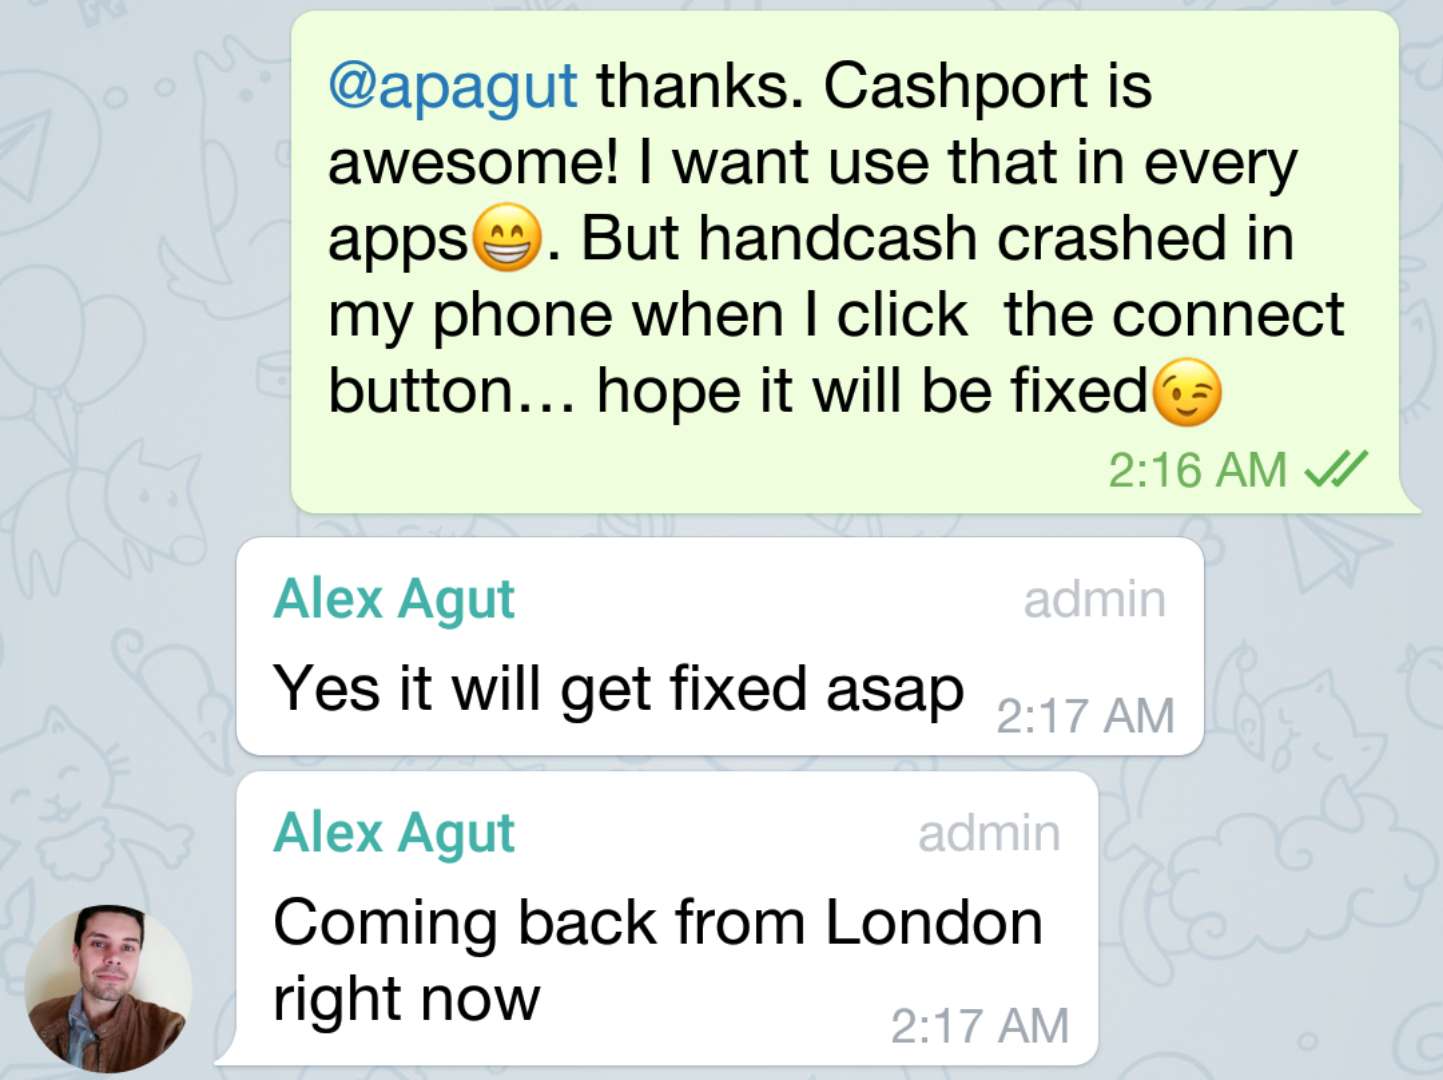 @apagut thanks. Cashport is
awesome! I want use that in every
apps😁. But handcash crashed in
my phone when I click  the connect
button... hope it will be fixed😉
2:16 AM
Alex Agut admin
Yes it will get fixed asap 2:17 AM
Alex Agut admin
Coming back from London
right now 2:17 AM